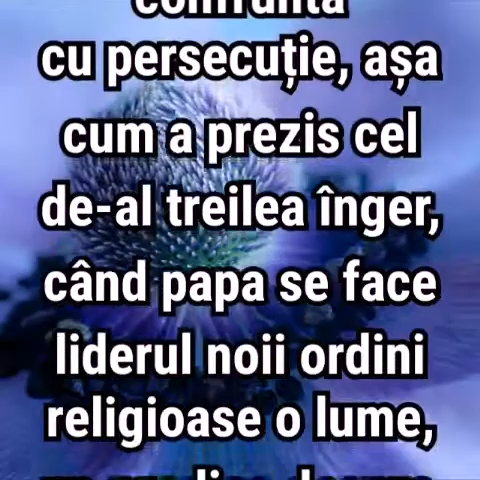 confruntă
cu persecuție, așa
cum a prezis cel
de-al treilea înger,
când papa se face
liderul noii ordini
religioase o lume,